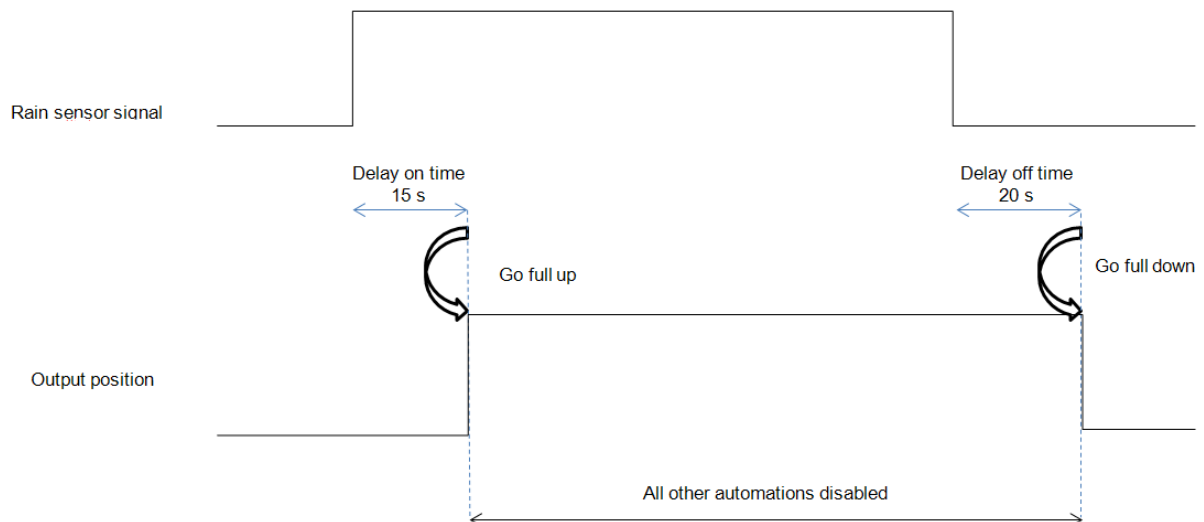 Rain sensor signal
Delay on time
15 s
Delay off time
20 s
Go full up
Go full down
Output position
All other automations disabled